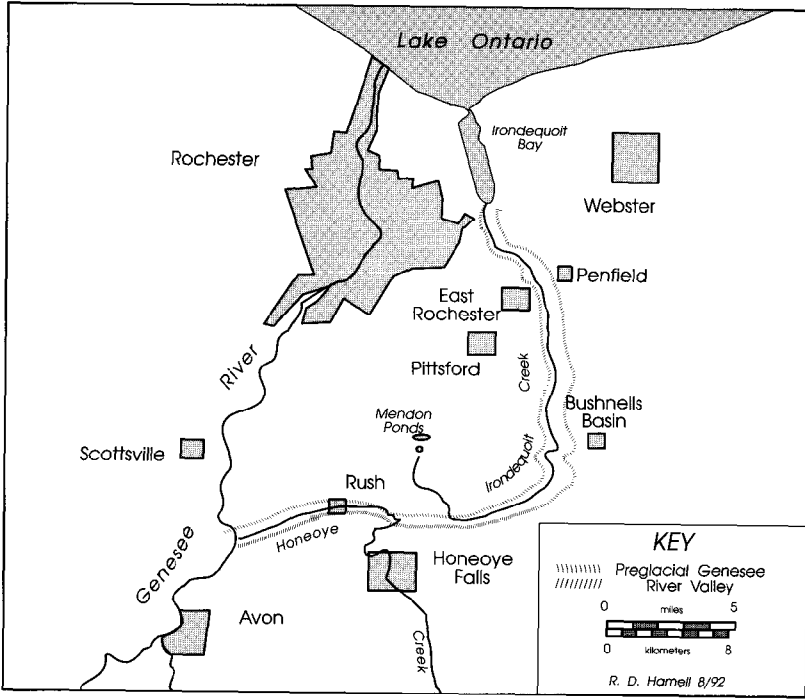 Lake Ontario
Irondequoit
Bay
Rochester
Webster
Penfield
East
Rochester
Pittsford
Creek
River
Bushnells
Basin
Mendon
Ponds
Scottsville
Irondequoit
Rush
Honeoye
Genesee
Honeoye
Falls
Avon
Creek
KEY
Preglacial Genesee
River Valley
0 miles 5
0 kilometers 8
R. D. Hamell 8/92